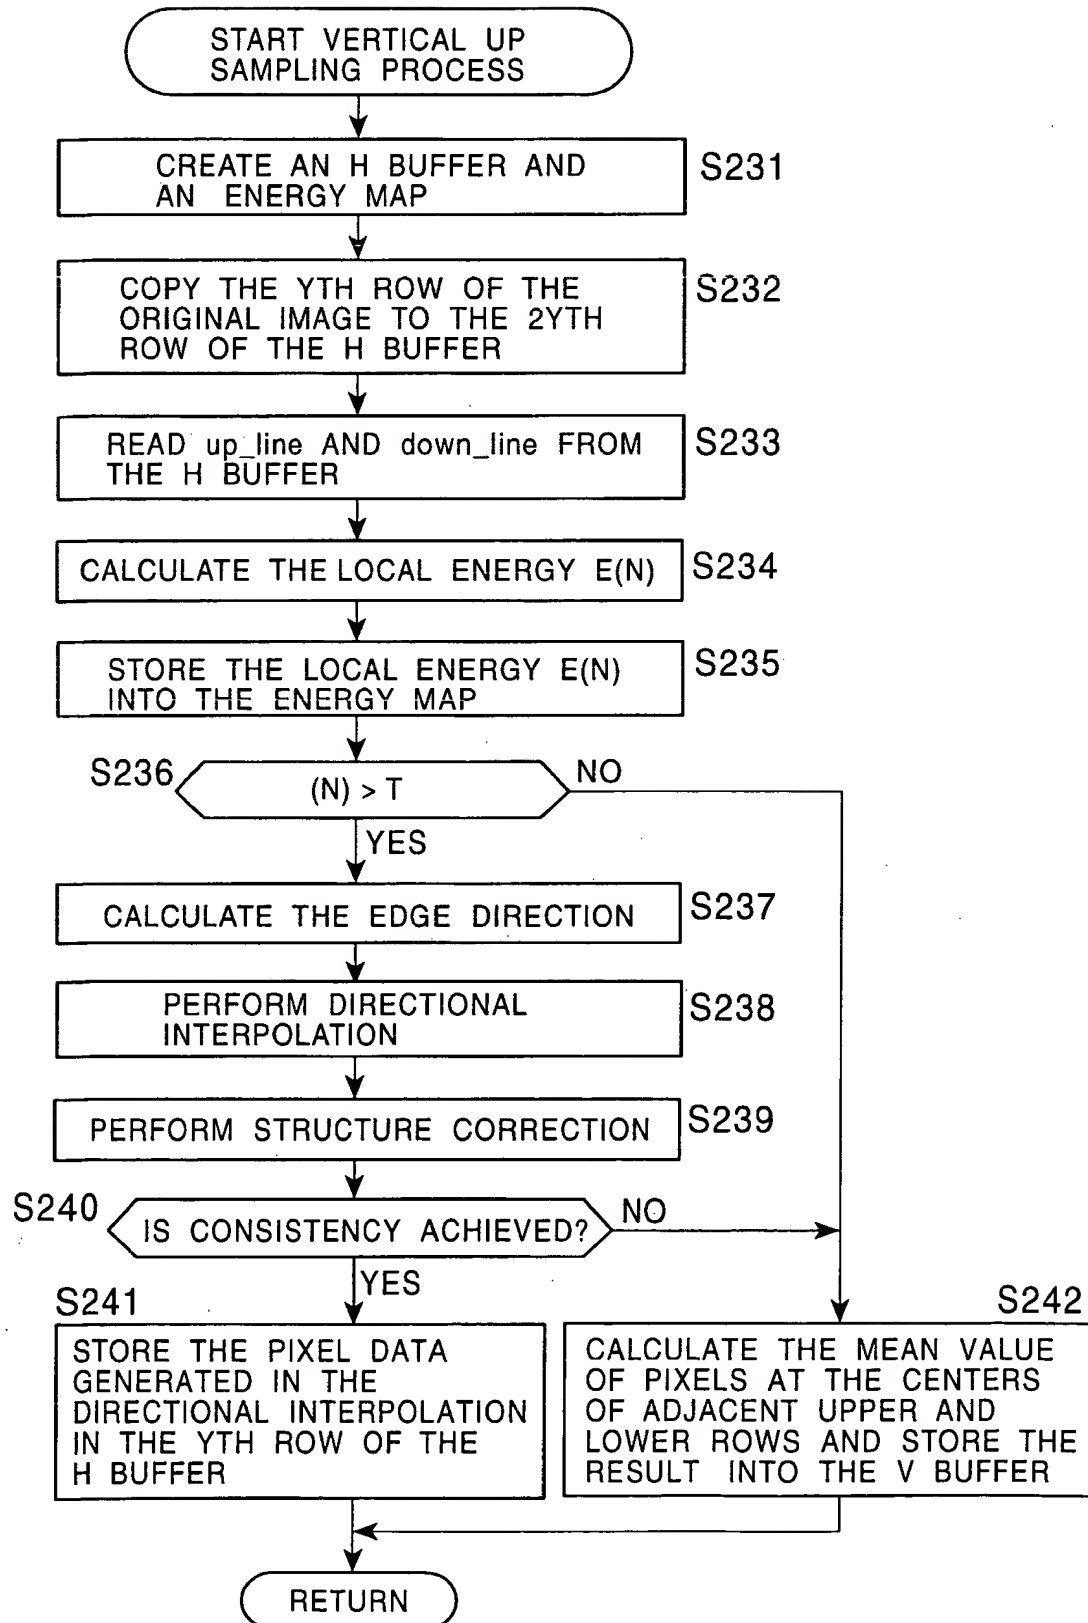 START VERTICAL UP
SAMPLING PROCESS
CREATE AN H BUFFER AND
AN ENERGY MAP
S231
COPY THE YTH ROW OF THE
ORIGINAL IMAGE TO THE 2YTH
ROW OF THE H BUFFER
S232
READ up_line AND down_line FROM
THE H BUFFER
S233
CALCULATE THE LOCAL ENERGY E(N)
S234
STORE THE LOCAL ENERGY E(N)
INTO THE ENERGY MAP
S235
S236
(N) > T
NO
YES
CALCULATE THE EDGE DIRECTION
S237
PERFORM DIRECTIONAL
INTERPOLATION
S238
PERFORM STRUCTURE CORRECTION
S239
S240
IS CONSISTENCY ACHIEVED?
NO
YES
S241
STORE THE PIXEL DATA
GENERATED IN THE
DIRECTIONAL INTERPOLATION
IN THE YTH ROW OF THE
H BUFFER
S242
CALCULATE THE MEAN VALUE
OF PIXELS AT THE CENTERS
OF ADJACENT UPPER AND
LOWER ROWS AND STORE THE
RESULT INTO THE V BUFFER
RETURN